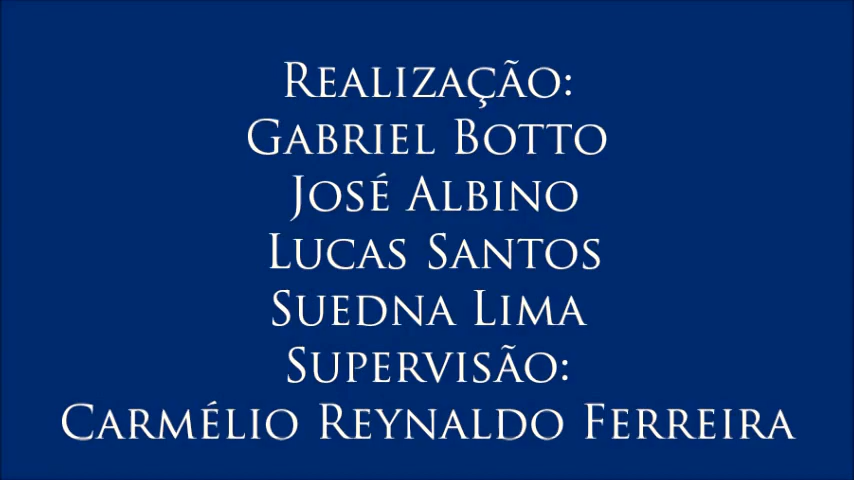 Realização:
Gabriel Botto
José Albino
Lucas Santos
Suedna Lima
Supervisão:
Carmélio Reynaldo Ferreira